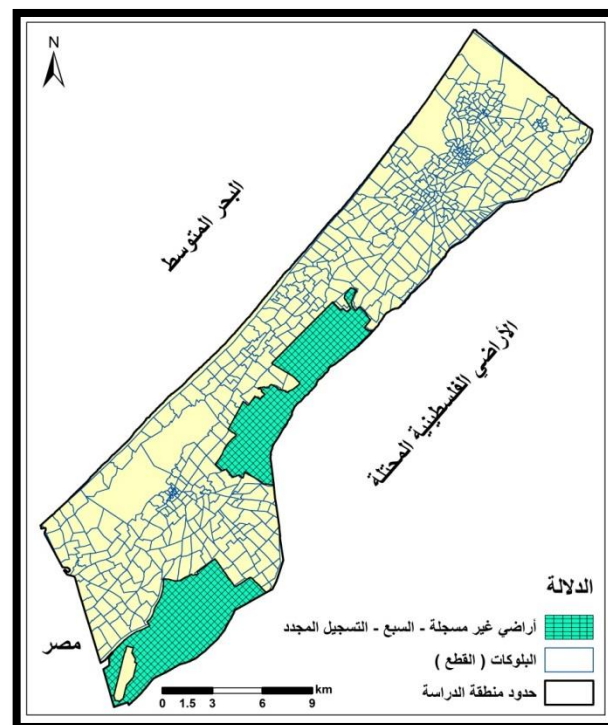 N
البحر المتوسط
الأراضي الفلسطينية المحتلة
مصر
الدلالة
أراضي غير مسجلة - السبع - التسجيل المجدد
البلوكات ( القطع )
حدود منطقة الدراسة
km
0 1.5 3 6 9